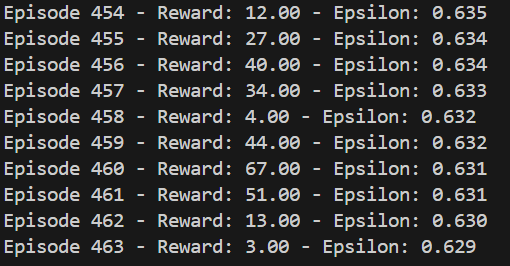 Episode 454 - Reward: 12.00 - Epsilon: 0.635
Episode 455 - Reward: 27.00 - Epsilon: 0.634
Episode 456 - Reward: 40.00 - Epsilon: 0.634
Episode 457 - Reward: 34.00 - Epsilon: 0.633
Episode 458 - Reward: 4.00 - Epsilon: 0.632
Episode 459 - Reward: 44.00 - Epsilon: 0.632
Episode 460 - Reward: 67.00 - Epsilon: 0.631
Episode 461 - Reward: 51.00 - Epsilon: 0.631
Episode 462 - Reward: 13.00 - Epsilon: 0.630
Episode 463 - Reward: 3.00 - Epsilon: 0.629